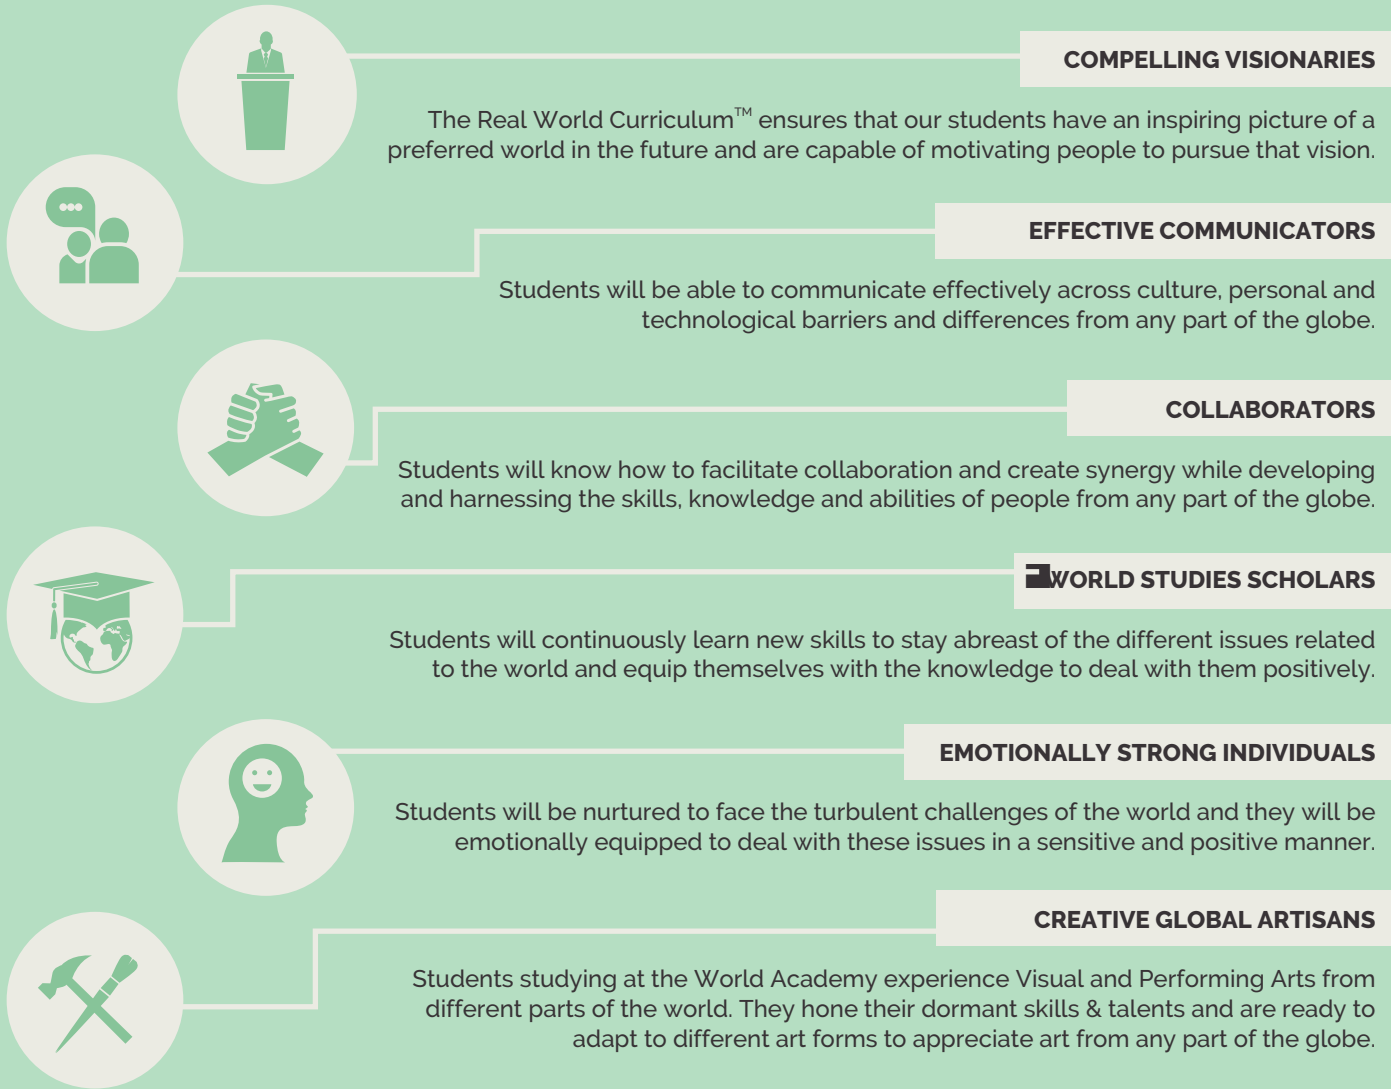 COMPELLING VISIONARIES
The Real World Curriculum™ ensures that our students have an inspiring picture of a
preferred world in the future and are capable of motivating people to pursue that vision.
EFFECTIVE COMMUNICATORS
Students will be able to communicate effectively across culture, personal and
technological barriers and differences from any part of the globe.
COLLABORATORS
Students will know how to facilitate collaboration and create synergy while developing
and harnessing the skills, knowledge and abilities of people from any part of the globe.
WORLD STUDIES SCHOLARS
Students will continuously learn new skills to stay abreast of the different issues related
to the world and equip themselves with the knowledge to deal with them positively.
EMOTIONALLY STRONG INDIVIDUALS
Students will be nurtured to face the turbulent challenges of the world and they will be
emotionally equipped to deal with these issues in a sensitive and positive manner.
CREATIVE GLOBAL ARTISANS
Students studying at the World Academy experience Visual and Performing Arts from
different parts of the world. They hone their dormant skills & talents and are ready to
adapt to different art forms to appreciate art from any part of the globe.